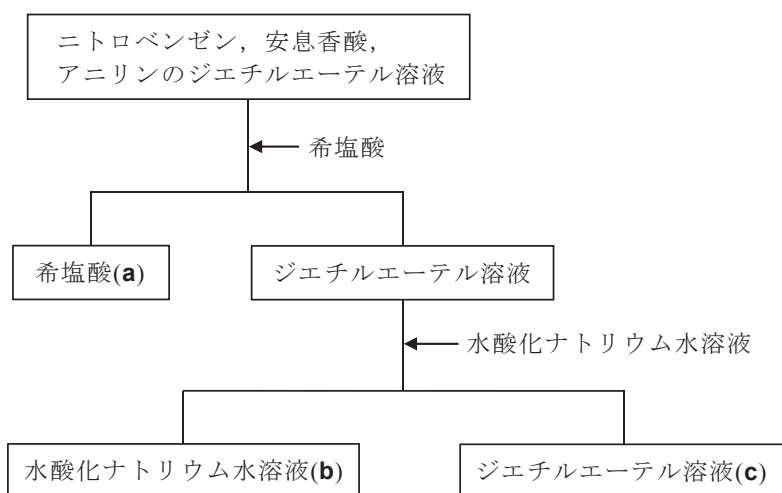 ニトロベンゼン，安息香酸，
アニリンのジエチルエーテル溶液
希塩酸
希塩酸(a)
ジエチルエーテル溶液
水酸化ナトリウム水溶液
水酸化ナトリウム水溶液(b)
ジエチルエーテル溶液(c)